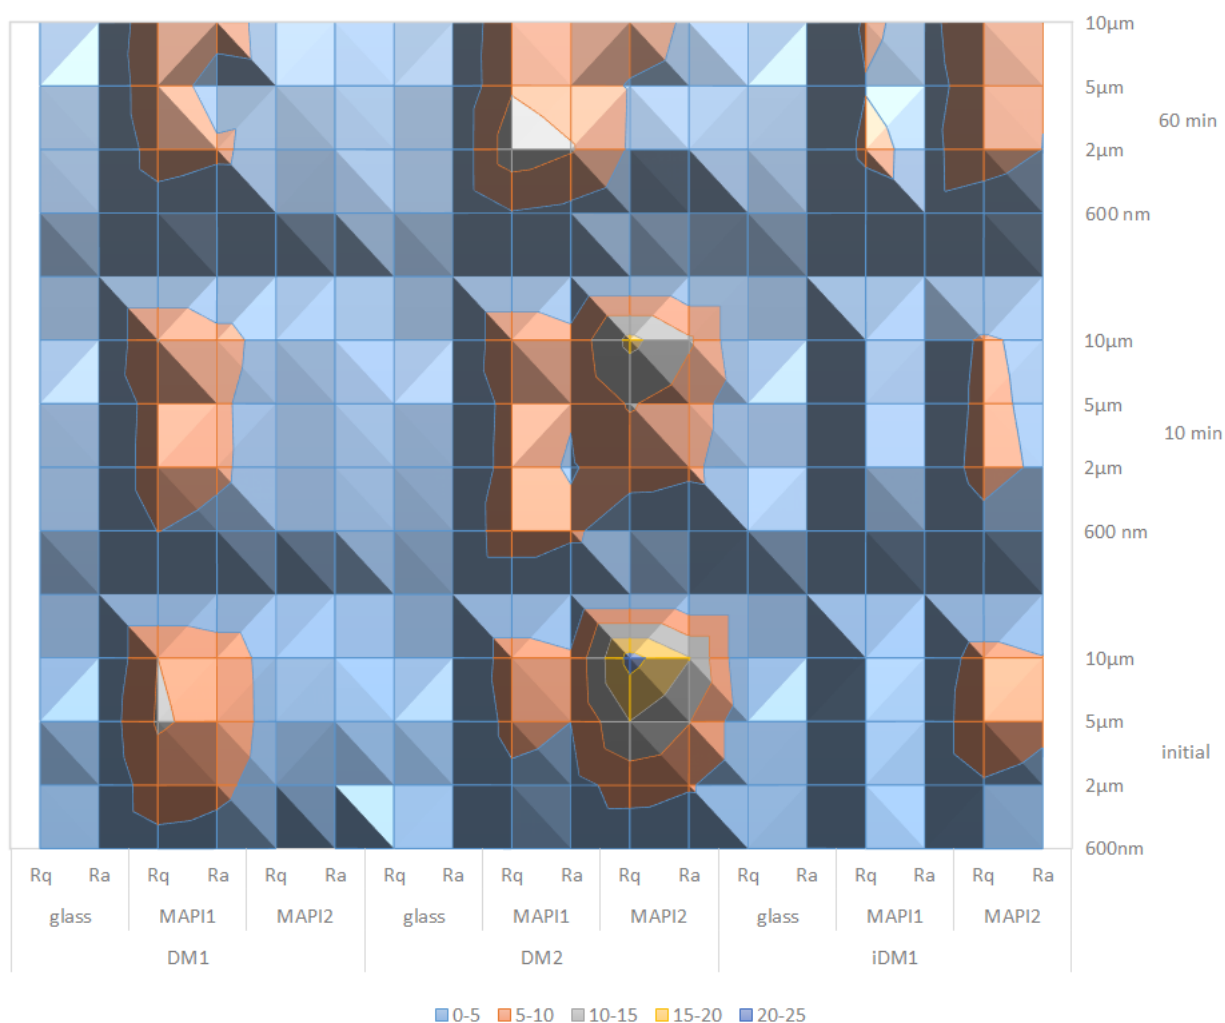 10µm
5µm
60 min
2µm
600 nm
10µm
5µm
10 min
2µm
600 nm
10µm
5µm
initial
2µm
600nm
Rq Ra Rq Ra Rq Ra Rq Ra Rq Ra Rq Ra Rq Ra Rq Ra Rq Ra
glass MAPI1 MAPI2 glass MAPI1 MAPI2 glass MAPI1 MAPI2
DM1 DM2 iDM1
0-5 5-10 10-15 15-20 20-25